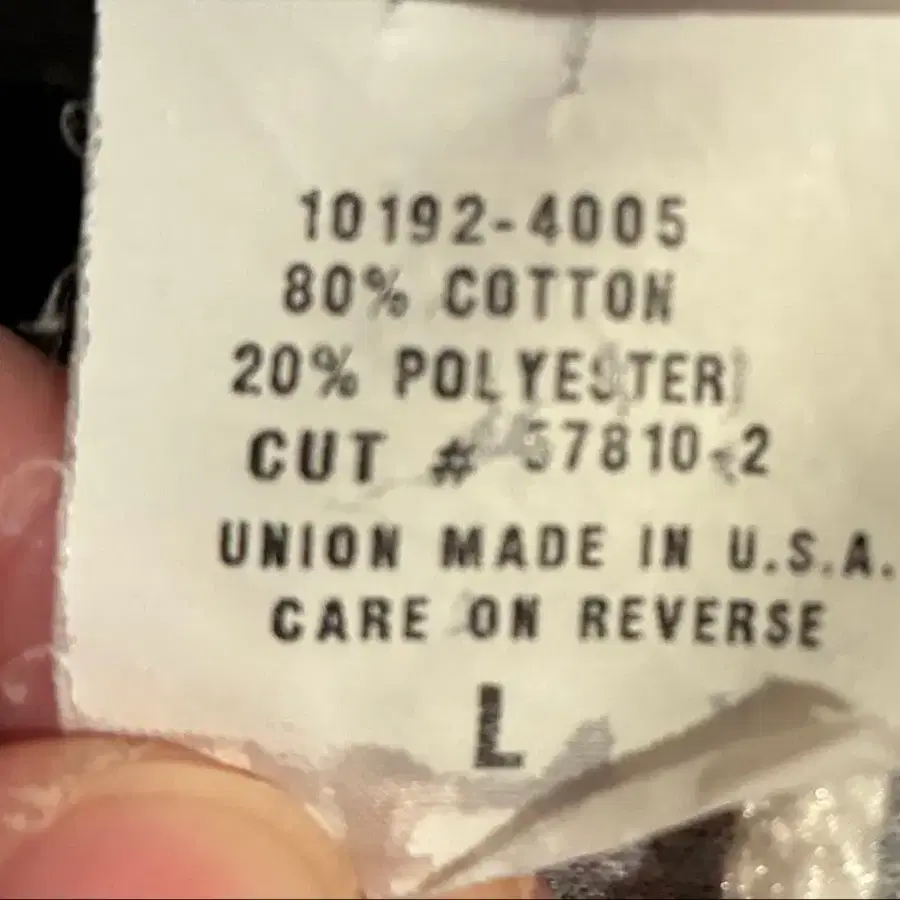 10192-4005
80% COTTON
20% POLYESTER
CUT # 57810-2
UNION MADE IN U.S.A.
CARE ON REVERSE
L